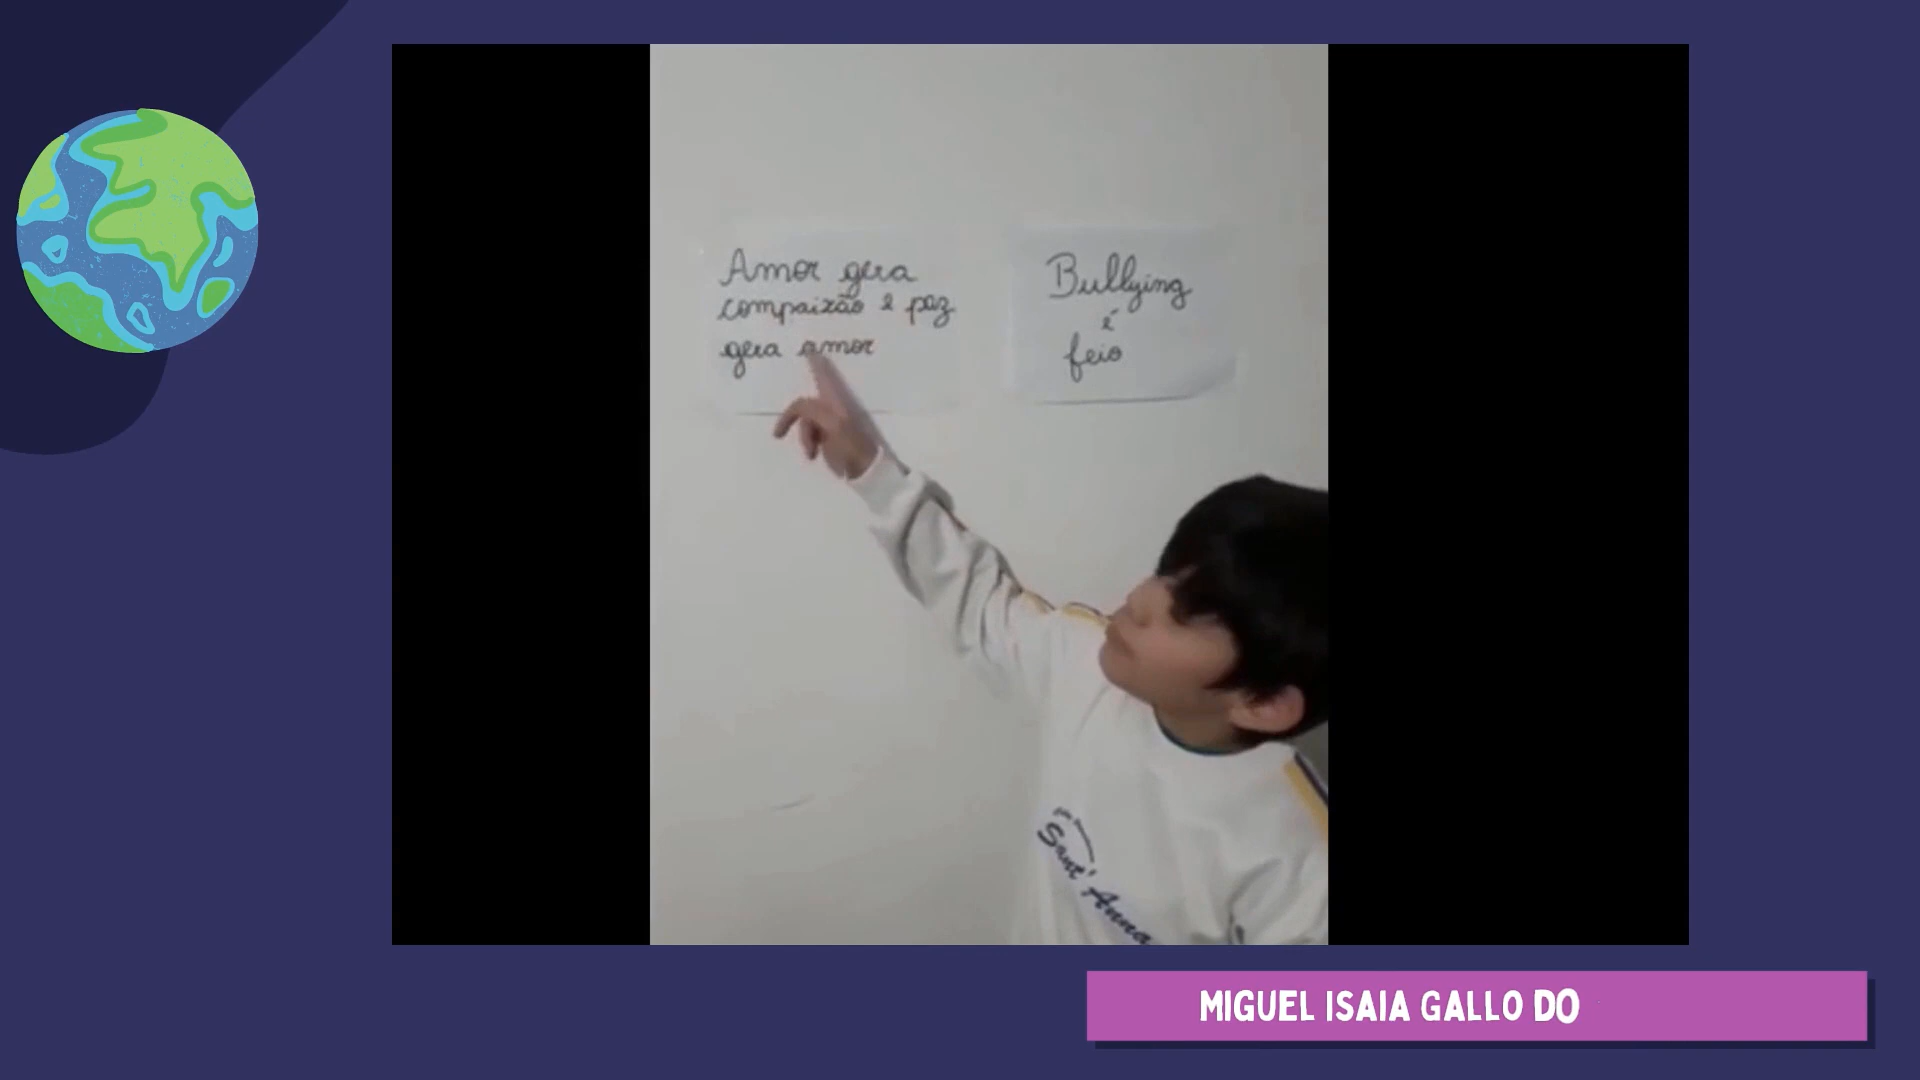 Amor gera
compaixão e paz
gera amor
Bullying
é
feio
Sant' Anna
MIGUEL ISAIA GALLO DO